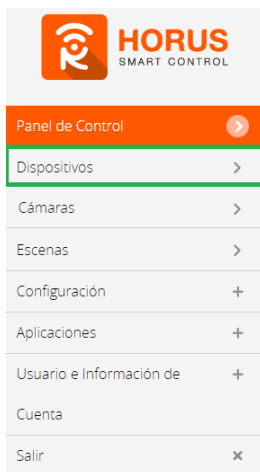 HORUS
SMART CONTROL
Panel de Control
Dispositivos
Cámaras
Escenas
Configuración
Aplicaciones
Usuario e Información de
Cuenta
Salir